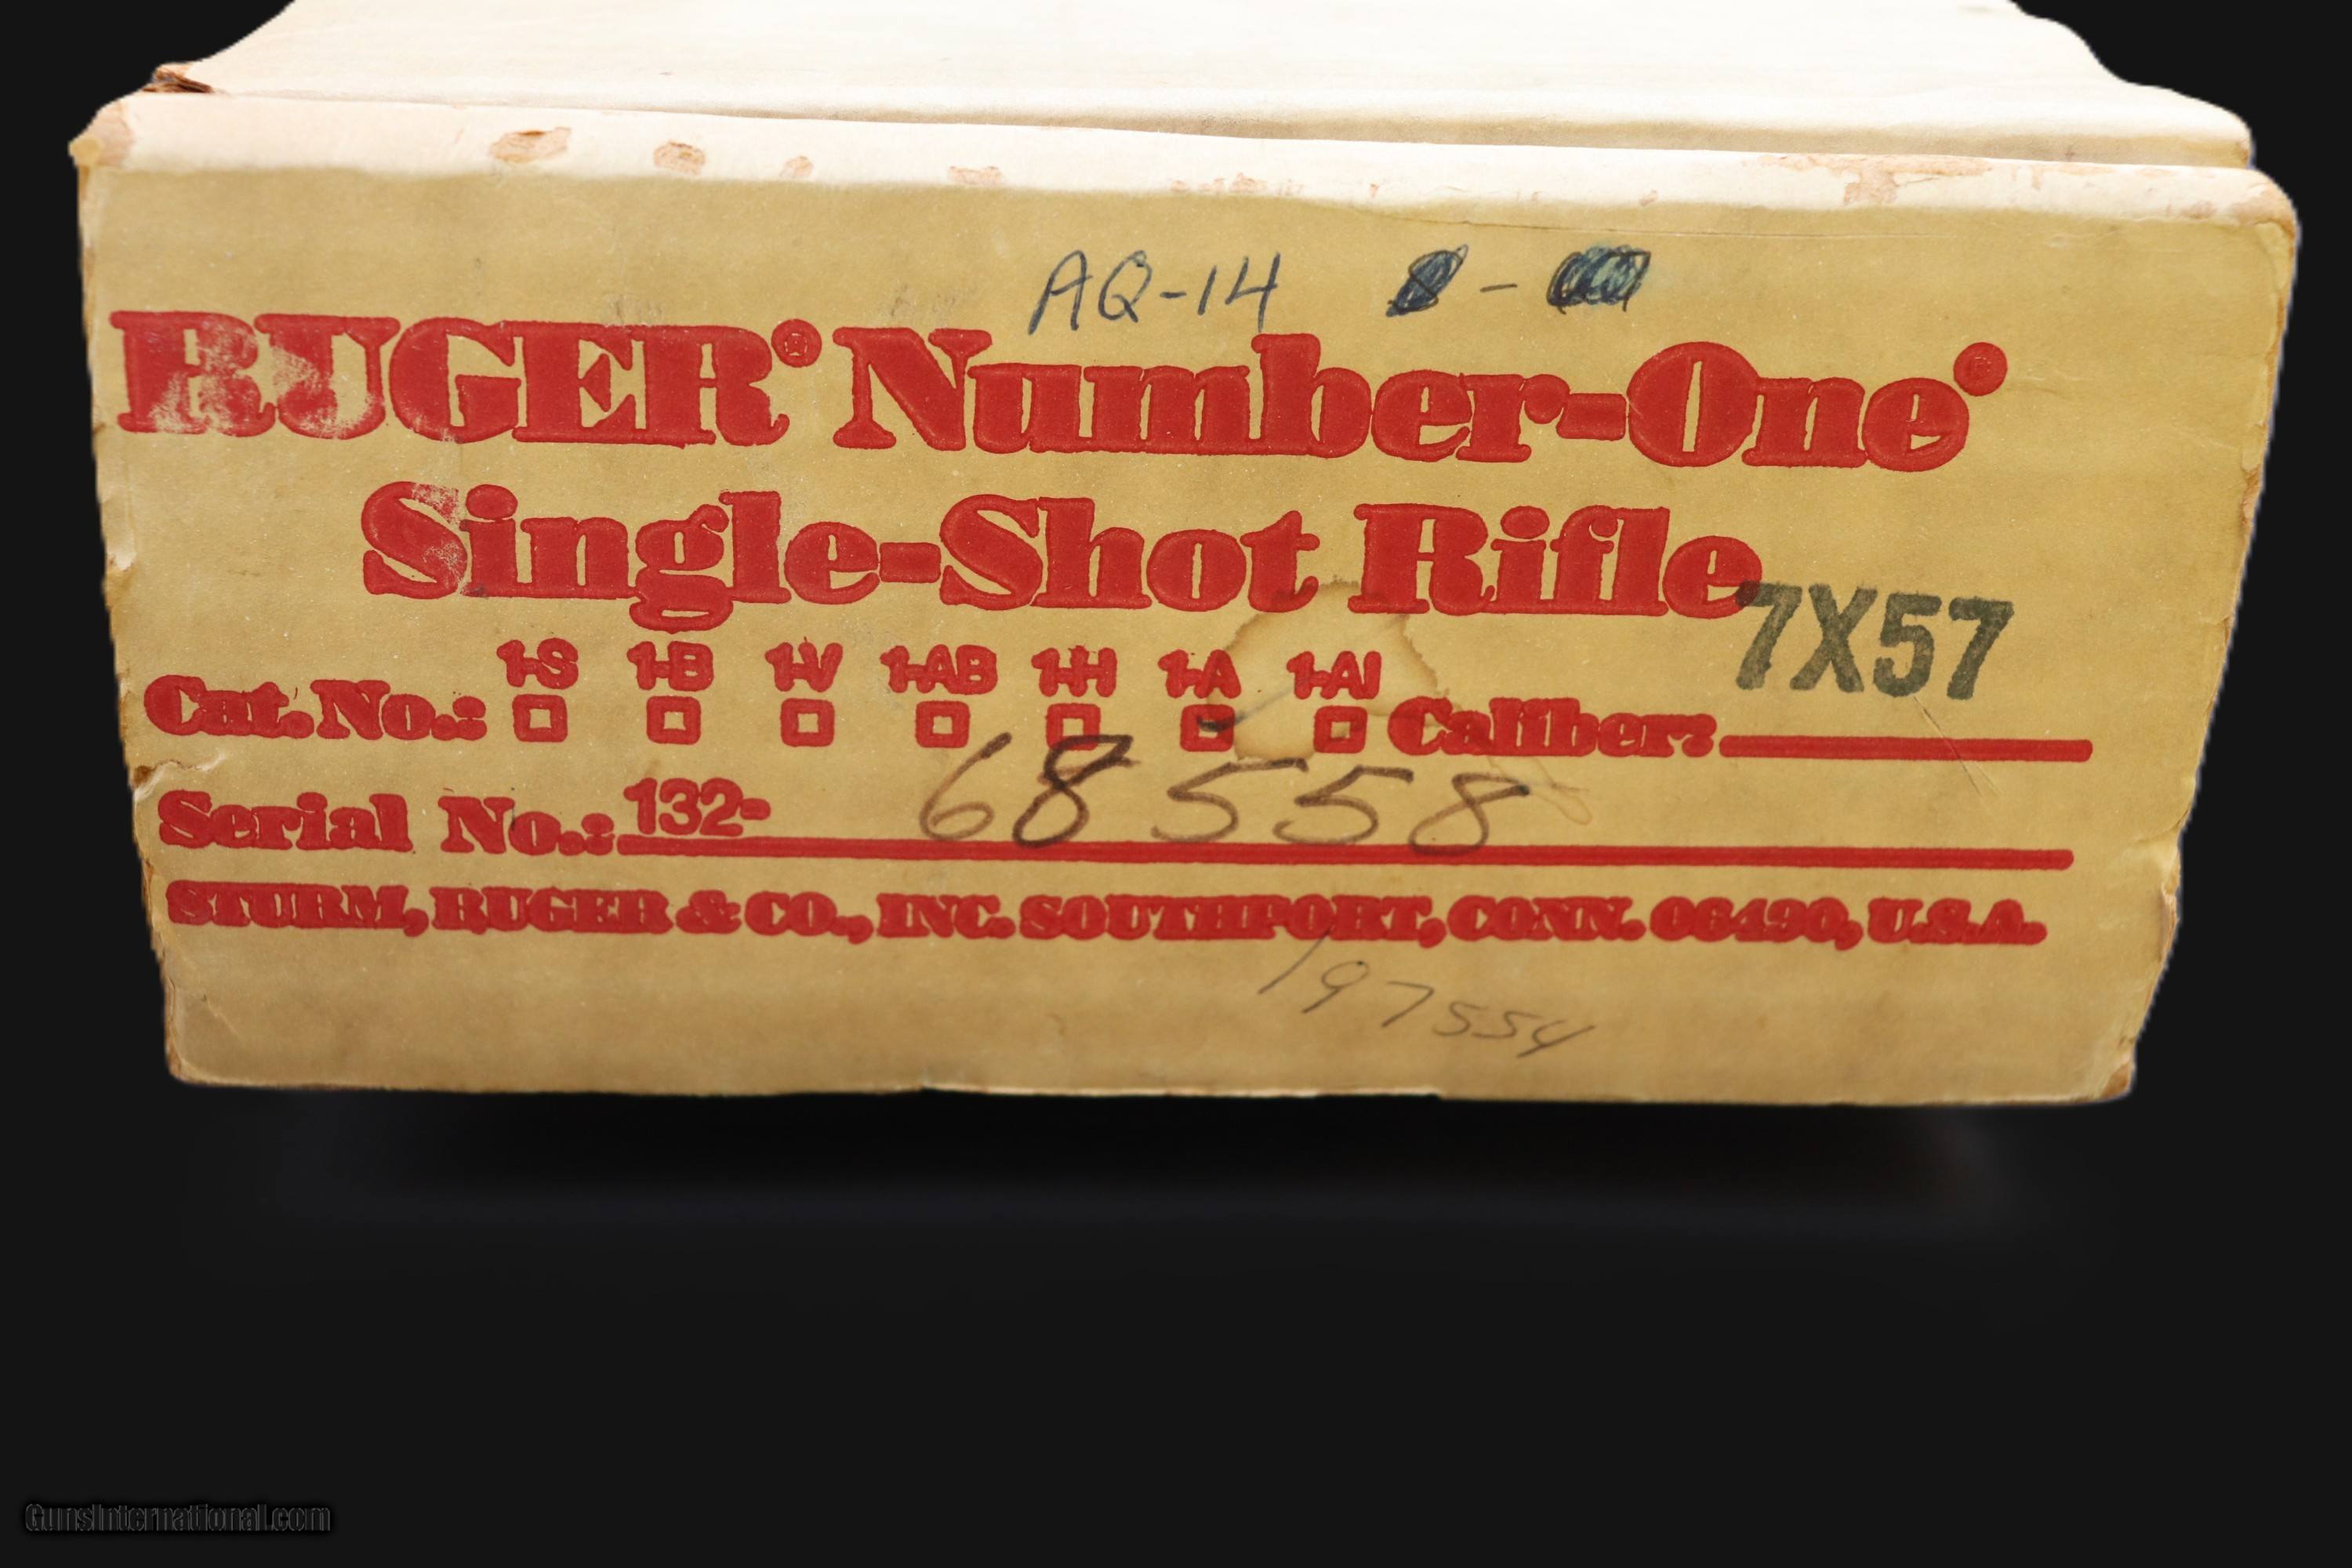 AQ-14 -
RUGER® Number-One®
Single-Shot Rifle
7X57
1-S 1-B 1-V 1-AB 1-H 1-A 1-AI
Cat. No.: Caliber:
Serial No.: 132- 68558
STURM, RUGER & CO., INC. SOUTHPORT, CONN. 06490, U.S.A.
197554
GunsInternational.com